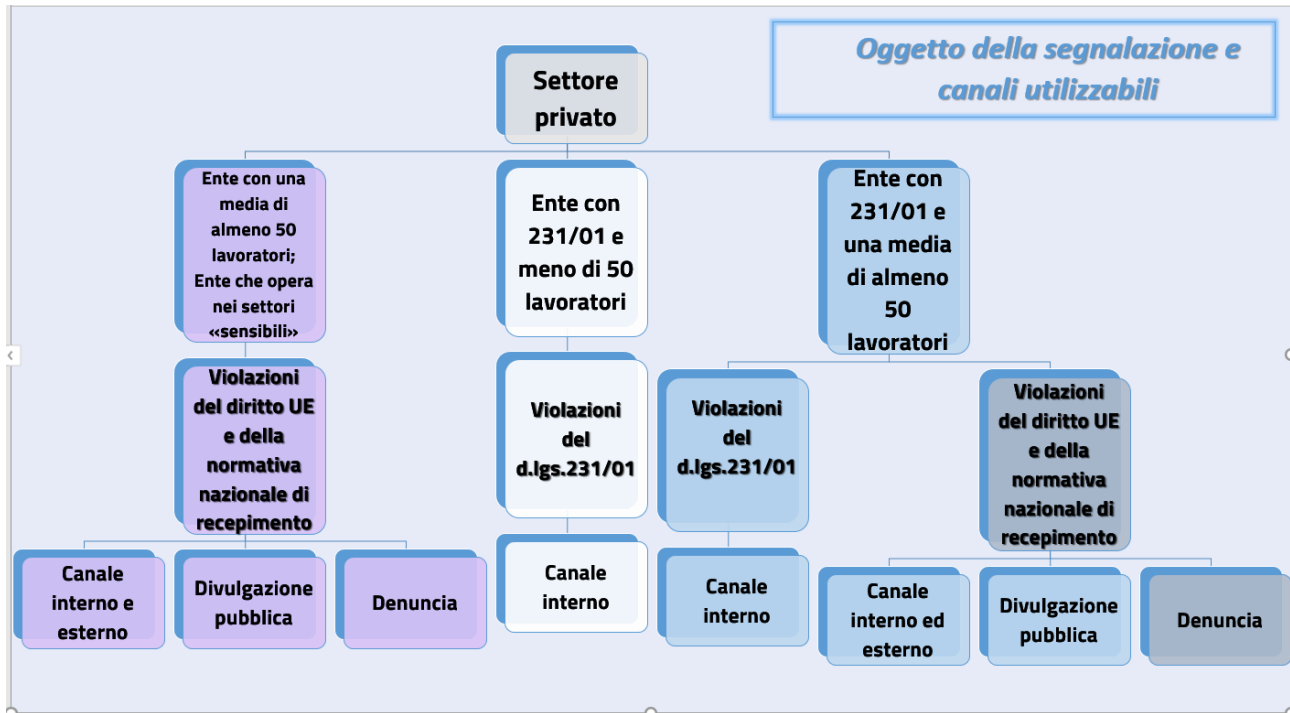 Oggetto della segnalazione e
canali utilizzabili
Settore
privato
Ente con una
media di
almeno 50
lavoratori;
Ente che opera
nei settori
«sensibili»
Ente con
231/01 e
meno di 50
lavoratori
Ente con
231/01 e
una media
di almeno
50
lavoratori
Violazioni
del diritto UE
e della
normativa
nazionale di
recepimento
Violazioni
del
d.lgs.231/01
Violazioni
del
d.lgs.231/01
Violazioni
del diritto UE
e della
normativa
nazionale di
recepimento
Canale
interno e
esterno
Divulgazione
pubblica
Denuncia
Canale
interno
Canale
interno
Canale
interno ed
esterno
Divulgazione
pubblica
Denuncia